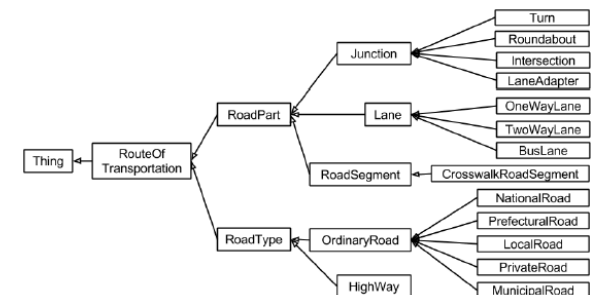 Thing
RouteOf
Transportation
RoadPart
RoadType
Junction
Lane
RoadSegment
OrdinaryRoad
HighWay
Turn
Roundabout
Intersection
LaneAdapter
OneWayLane
TwoWayLane
BusLane
CrosswalkRoadSegment
NationalRoad
PrefecturalRoad
LocalRoad
PrivateRoad
MunicipalRoad